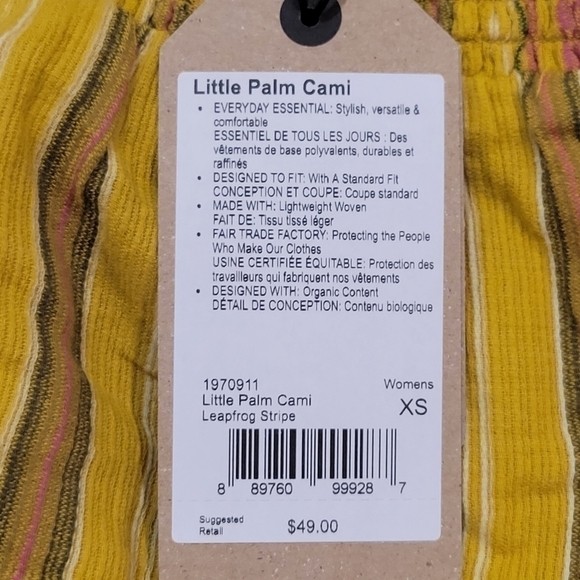 Little Palm Cami
• EVERYDAY ESSENTIAL: Stylish, versatile &
comfortable
ESSENTIEL DE TOUS LES JOURS : Des
vêtements de base polyvalents, durables et
raffinés
• DESIGNED TO FIT: With A Standard Fit
CONCEPTION ET COUPE: Coupe standard
• MADE WITH: Lightweight Woven
FAIT DE: Tissu tissé léger
• FAIR TRADE FACTORY: Protecting the People
Who Make Our Clothes
USINE CERTIFIÉE ÉQUITABLE: Protection des
travailleurs qui fabriquent nos vêtements
• DESIGNED WITH: Organic Content
DÉTAIL DE CONCEPTION: Contenu biologique
1970911 Womens
Little Palm Cami XS
Leapfrog Stripe
8 89760 99928 7
Suggested
Retail $49.00